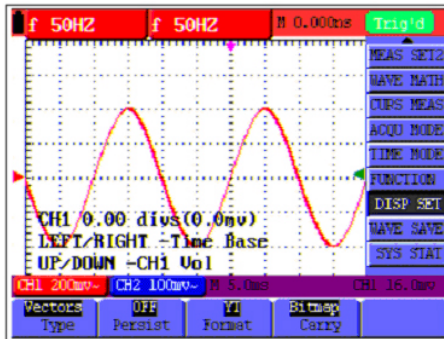 f 50HZ f 50HZ M 0.000ns Trig'd
MEAS SET2
WAVE MATH
CURS MEAS
ACQU MODE
TIME MODE
FUNCTION
DISP SET
WAVE SAVE
SYS STAT
CH1 0.00 divs(0.0mv)
LEFT/RIGHT -Time Base
UP/DOWN -CH1 Vol
CH1 200mv~ CH2 100mv~ M 5.0ms CH1 16.0mv
Vectors OFF YT Bitmap
Type Persist Format Carry